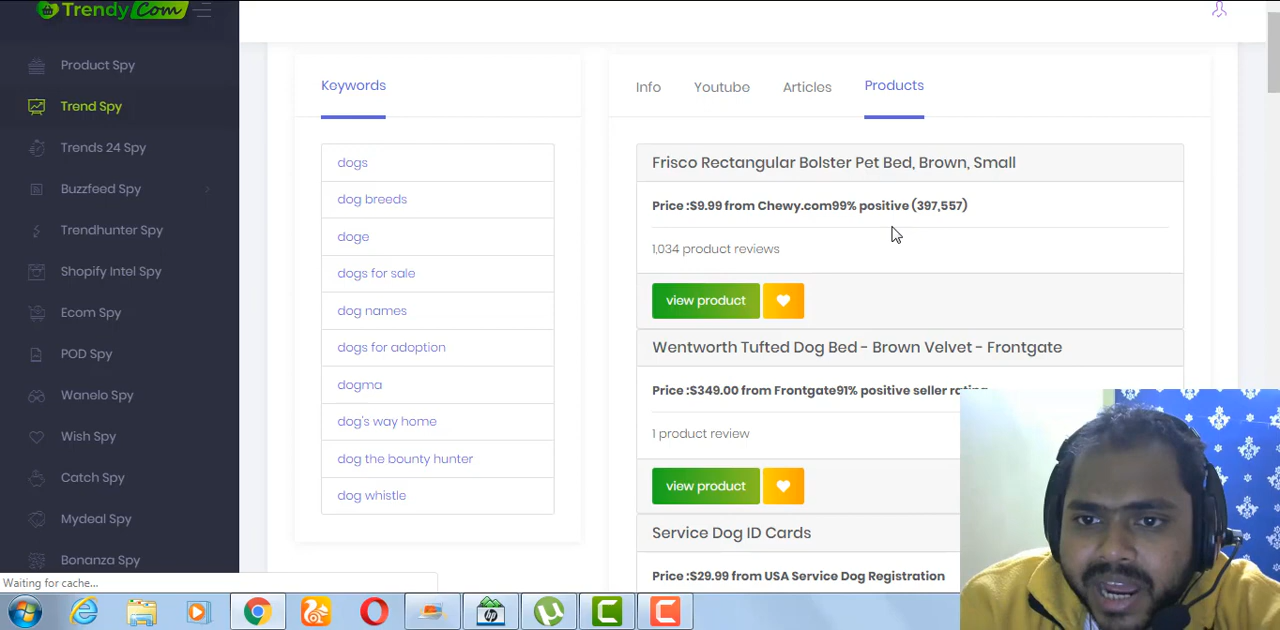 TrendyCom
Product Spy
Trend Spy
Trends 24 Spy
Buzzfeed Spy
Trendhunter Spy
Shopify Intel Spy
Ecom Spy
POD Spy
Wanelo Spy
Wish Spy
Catch Spy
Mydeal Spy
Bonanza Spy
Waiting for cache...
Keywords
dogs
dog breeds
doge
dogs for sale
dog names
dogs for adoption
dogma
dog's way home
dog the bounty hunter
dog whistle
Info Youtube Articles Products
Frisco Rectangular Bolster Pet Bed, Brown, Small
Price :$9.99 from Chewy.com99% positive (397,557)
1,034 product reviews
view product
Wentworth Tufted Dog Bed - Brown Velvet - Frontgate
Price :$349.00 from Frontgate91% positive seller rating
1 product review
view product
Service Dog ID Cards
Price :$29.99 from USA Service Dog Registration
hp